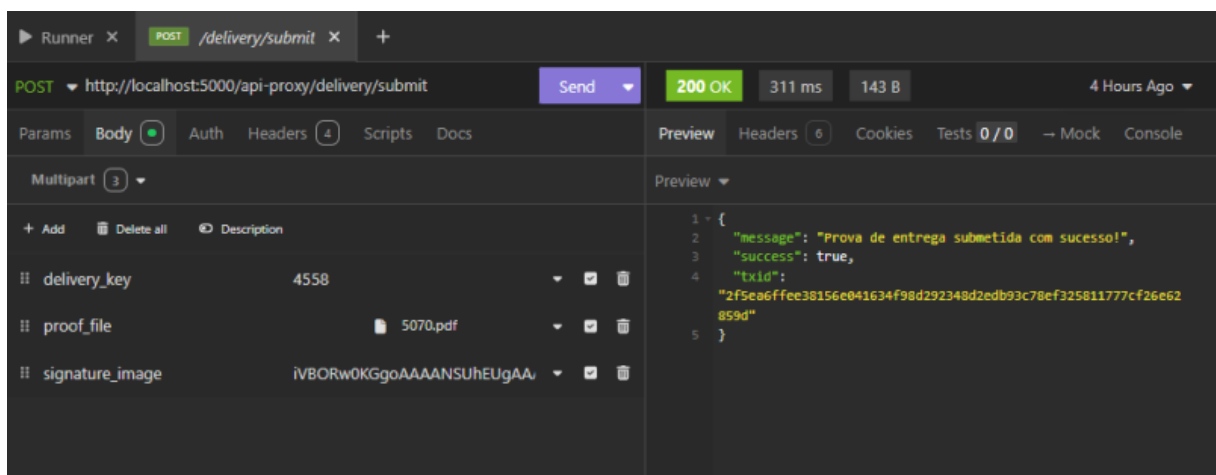 Runner
POST /delivery/submit
POST http://localhost:5000/api-proxy/delivery/submit Send
200 OK 311 ms 143 B 4 Hours Ago
Params Body Auth Headers 4 Scripts Docs
Preview Headers 6 Cookies Tests 0 / 0 → Mock Console
Multipart 3
Preview
+ Add Delete all Description
delivery_key 4558
proof_file 5070.pdf
signature_image iVBORw0KGgoAAAANSUhEUgAA
1 {
2 "message": "Prova de entrega submetida com sucesso!",
3 "success": true,
4 "txid":
"2f5ea6ffee38156e041634f98d292348d2edb93c78ef325811777cf26e62
859d"
5 }